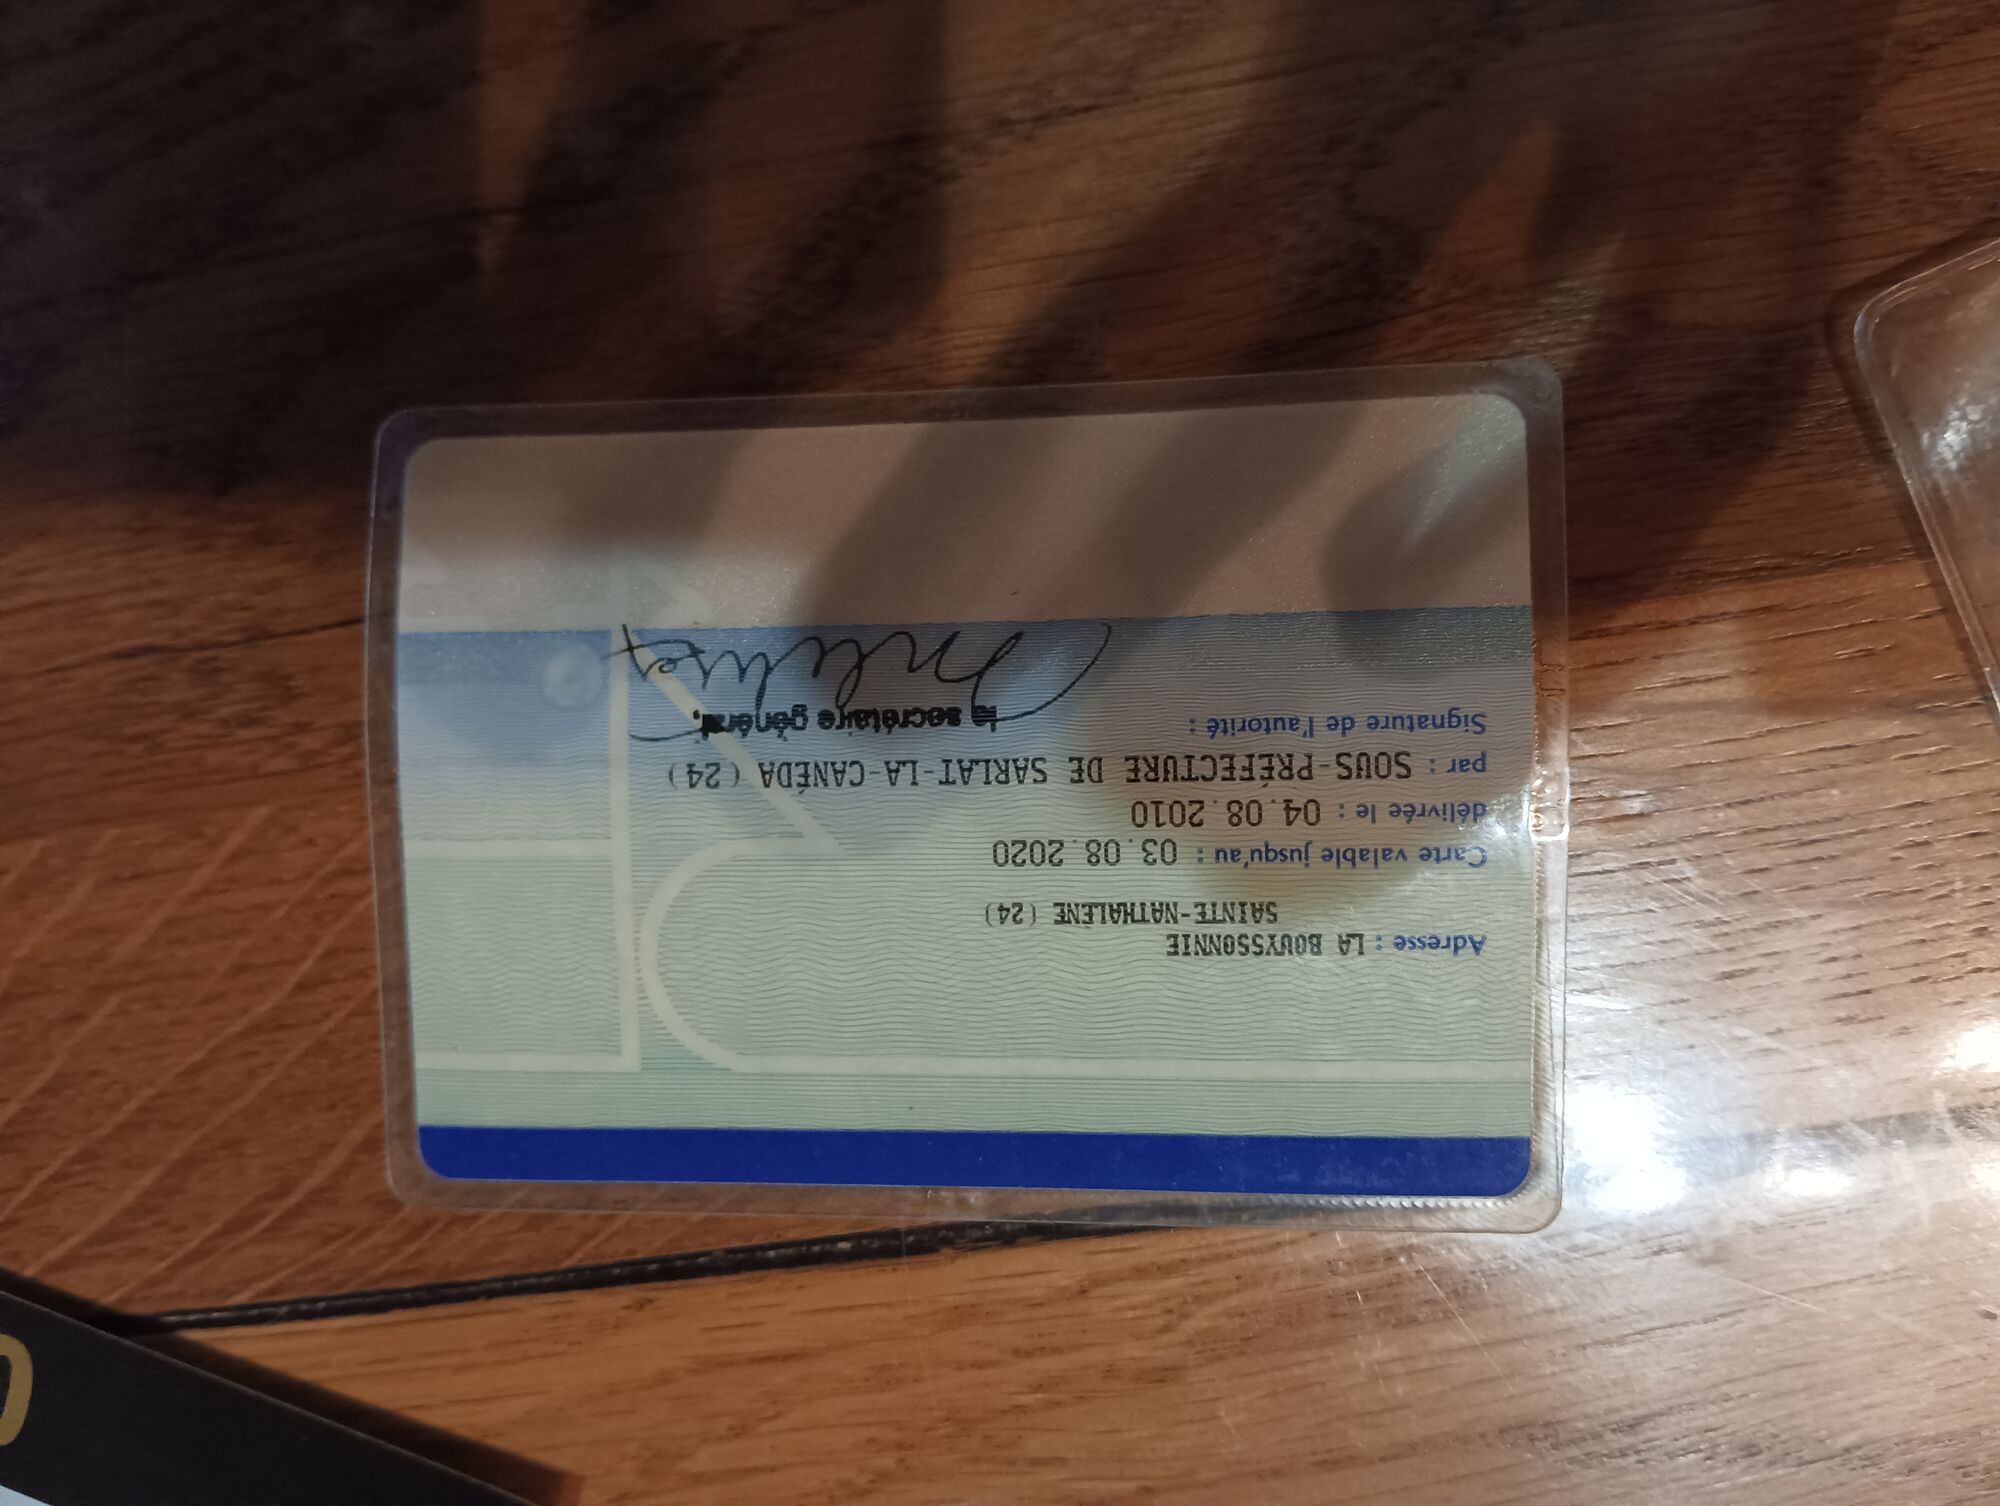 Adresse : LA BOUYSSONNIE
SAINTE-NATHALÈNE (24)
Carte valable jusqu'au : 03.08.2020
délivrée le : 04.08.2010
par : SOUS-PRÉFECTURE DE SARLAT-LA-CANÉDA (24)
Signature de l'autorité :
le secrétaire général.